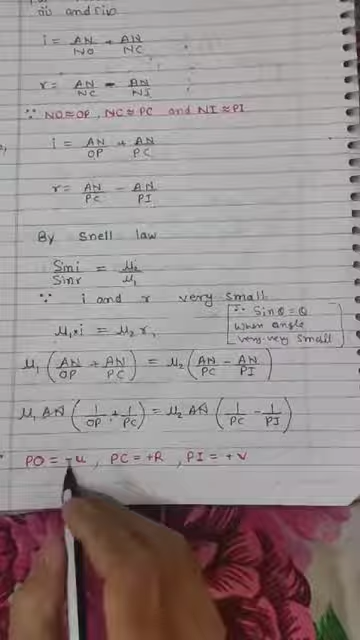 i = AN/NO + AN/NC
r = AN/NC - AN/NI
∵ NO≈OP, NC≈PC and NI≈PI
i = AN/OP + AN/PC
r = AN/PC - AN/PI
By Snell law
Sini/Sinr = μ₂/μ₁
∵ i and r very small
∵ Sinθ=θ
When angle
very-very small
μ₁×i = μ₂r,
μ₁(AN/OP + AN/PC) = μ₂(AN/PC - AN/PI)
μ₁ AN(1/OP + 1/PC) = μ₂ AN(1/PC - 1/PI)
PO = -u, PC = +R, PI = +v